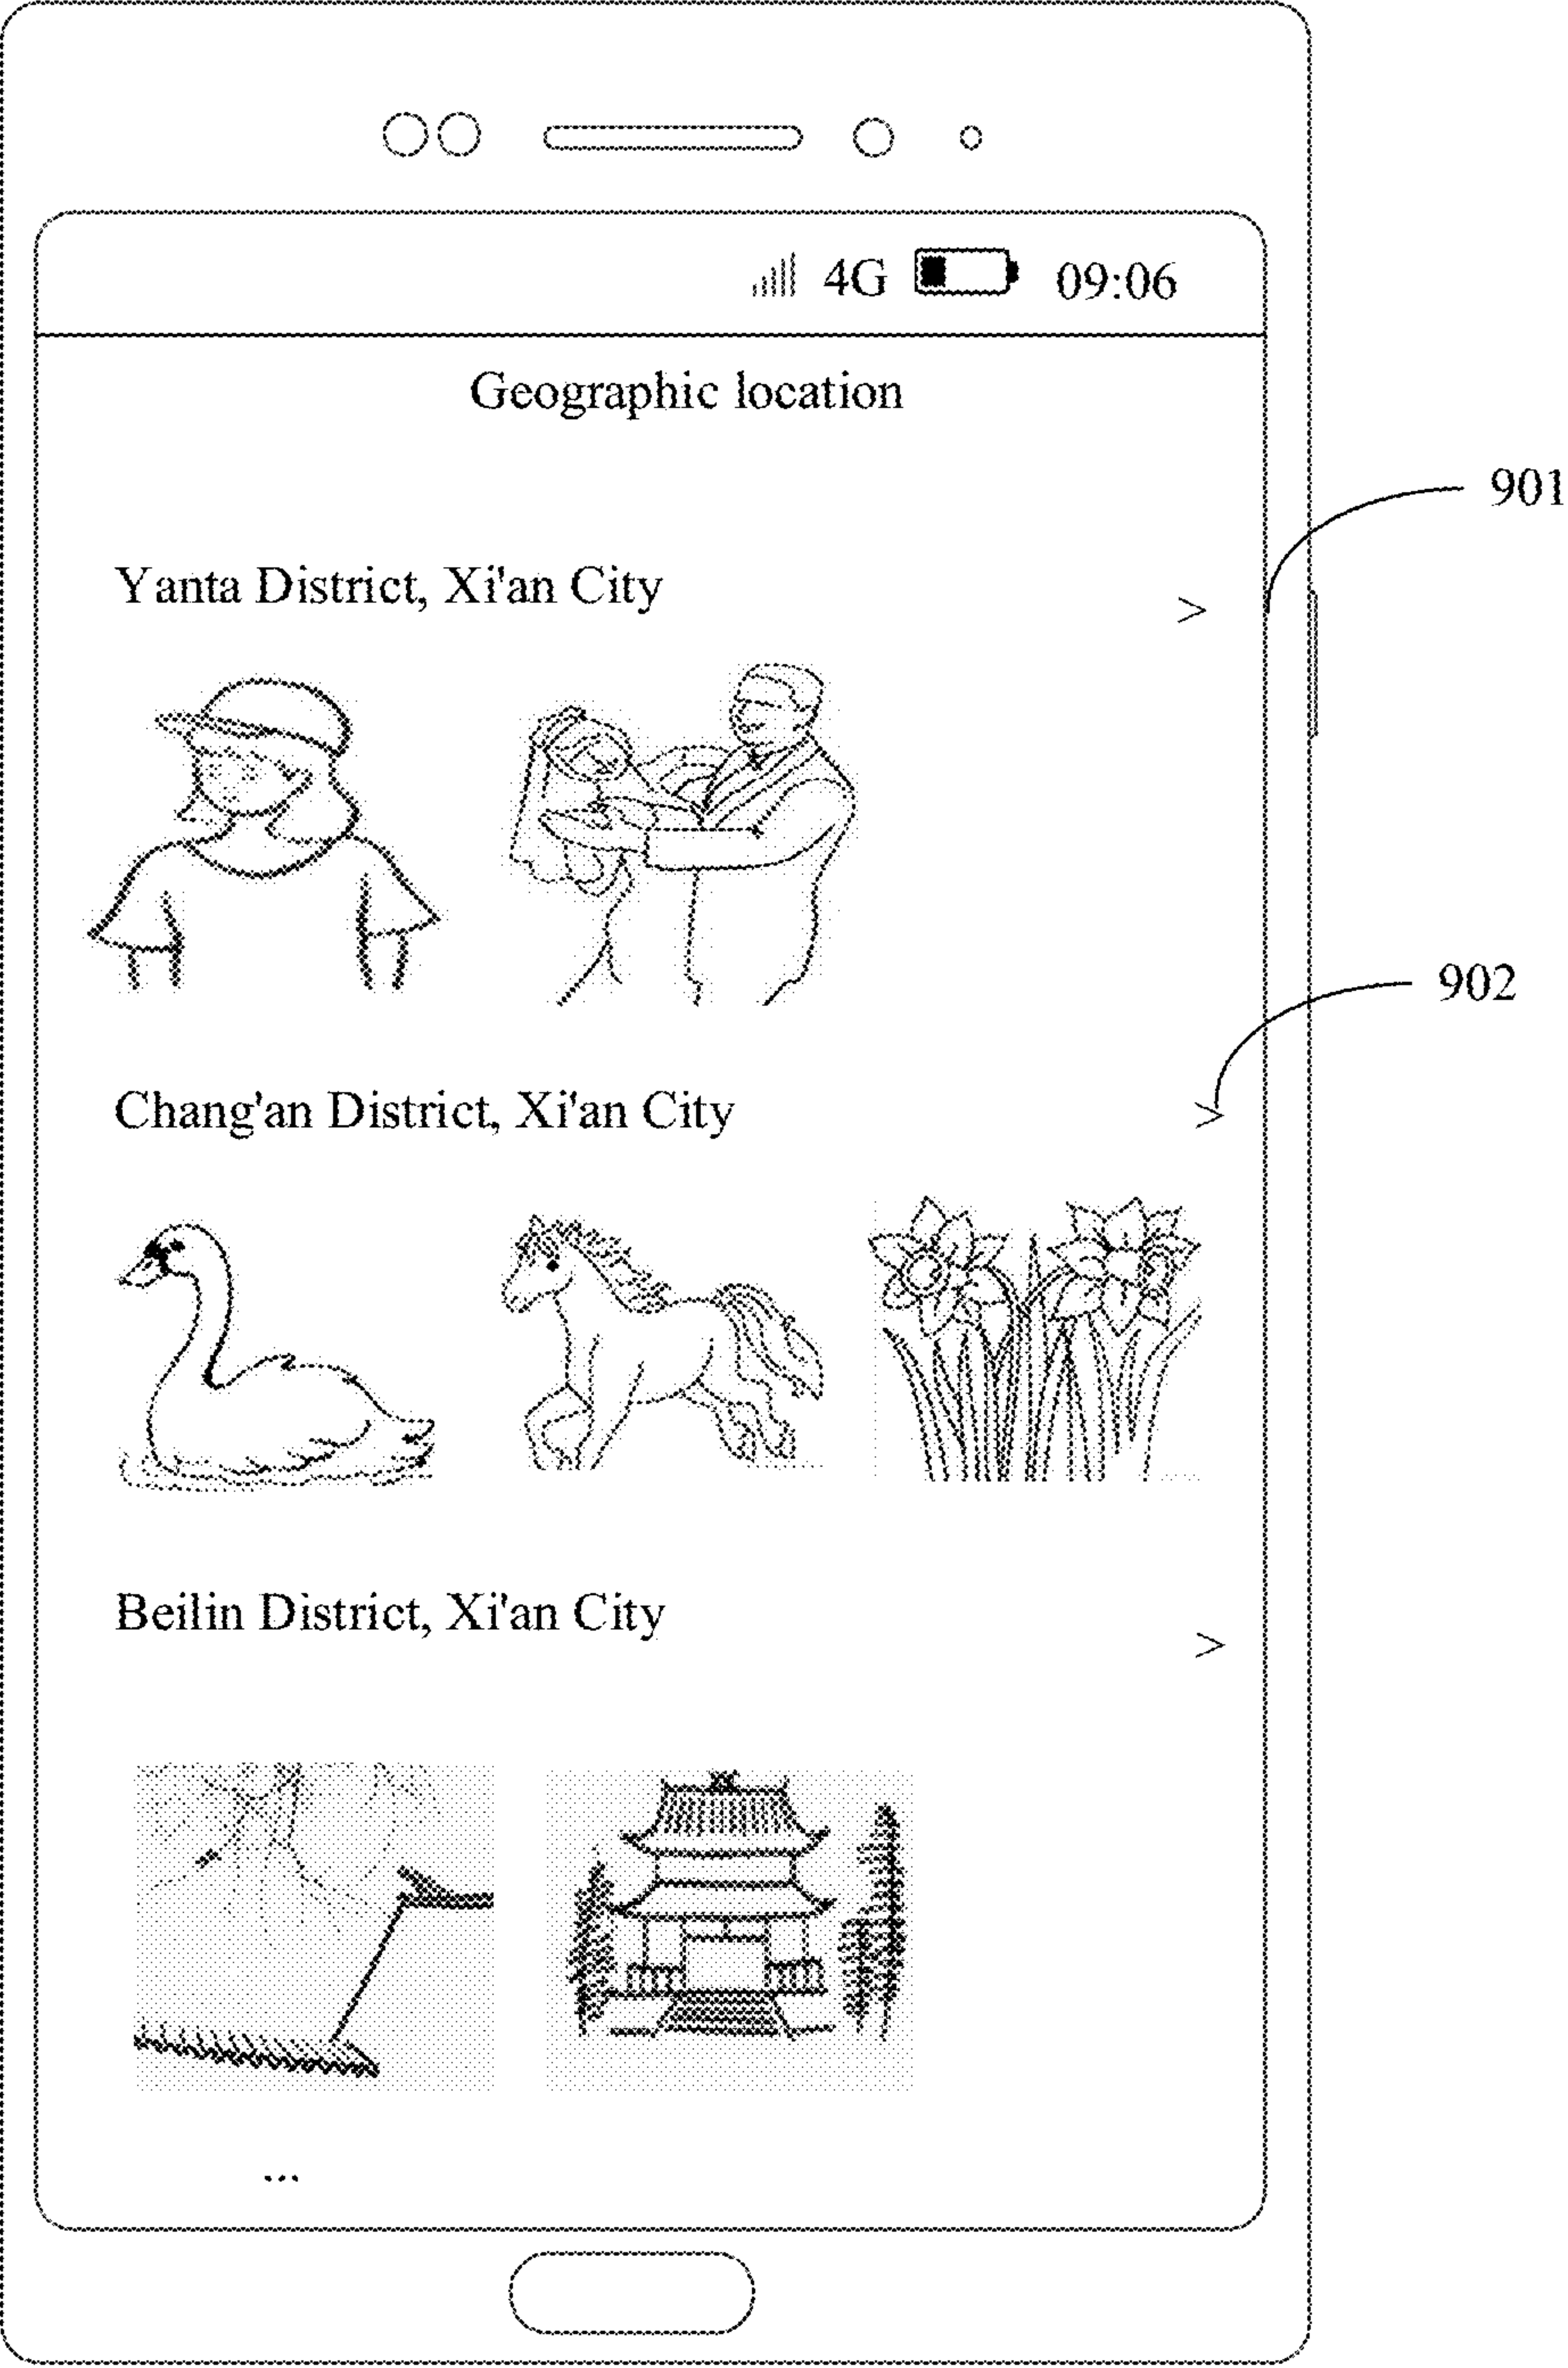 4G 09:06
Geographic location
901
Yanta District, Xi'an City
>
902
Chang'an District, Xi'an City >
Beilin District, Xi'an City
>
...